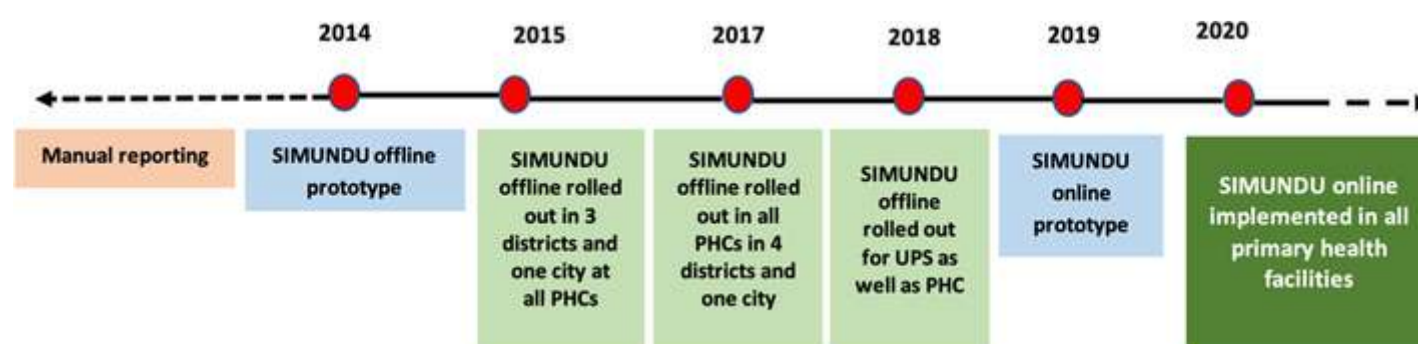 2014
2015
2017
2018
2019
2020
Manual reporting
SIMUNDU offline
prototype
SIMUNDU
offline rolled
out in 3
districts and
one city at
all PHCs
SIMUNDU
offline rolled
out in all
PHCs in 4
districts and
one city
SIMUNDU
offline
rolled out
for UPS as
well as PHC
SIMUNDU
online
prototype
SIMUNDU online
implemented in all
primary health
facilities